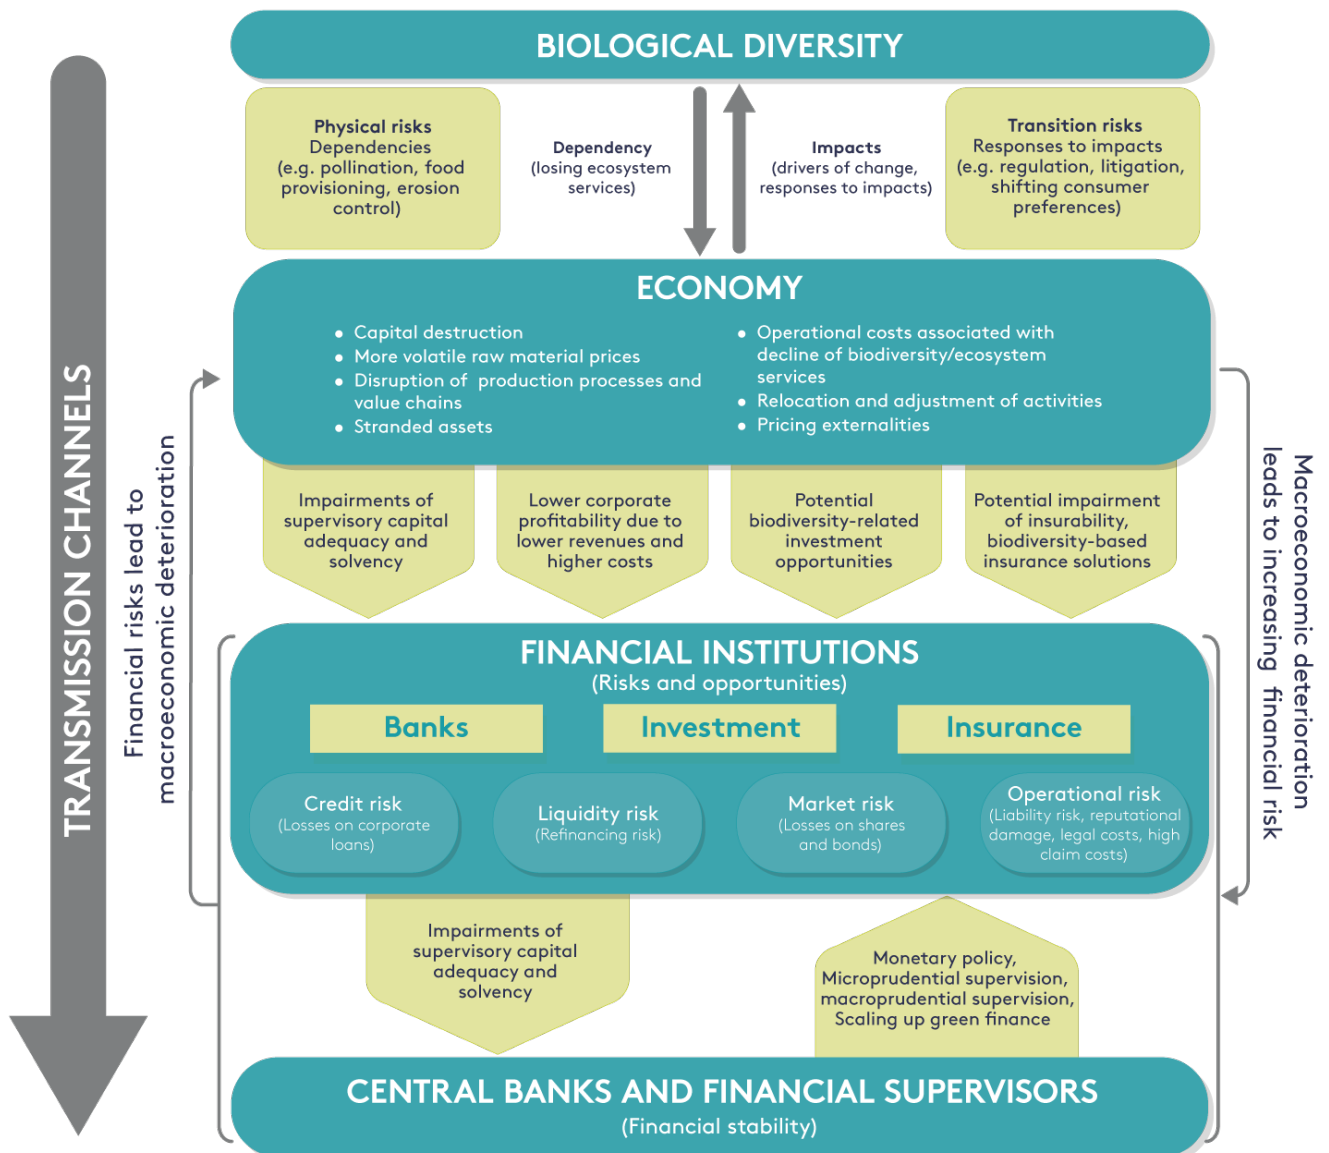 BIOLOGICAL DIVERSITY
Physical risks
Dependencies
(e.g. pollination, food
provisioning, erosion
control)
Dependency
(losing ecosystem
services)
Impacts
(drivers of change,
responses to impacts)
Transition risks
Responses to impacts
(e.g. regulation, litigation,
shifting consumer
preferences)
ECONOMY
• Capital destruction
• More volatile raw material prices
• Disruption of production processes and
value chains
• Stranded assets
• Operational costs associated with
decline of biodiversity/ecosystem
services
• Relocation and adjustment of activities
• Pricing externalities
TRANSMISSION CHANNELS
Financial risks lead to
macroeconomic deterioration
Macroeconomic deterioration
leads to increasing financial risk
Impairments of
supervisory capital
adequacy and
solvency
Lower corporate
profitability due to
lower revenues and
higher costs
Potential
biodiversity-related
investment
opportunities
Potential impairment
of insurability,
biodiversity-based
insurance solutions
FINANCIAL INSTITUTIONS
(Risks and opportunities)
Banks
Investment
Insurance
Credit risk
(Losses on corporate
loans)
Liquidity risk
(Refinancing risk)
Market risk
(Losses on shares
and bonds)
Operational risk
(Liability risk, reputational
damage, legal costs, high
claim costs)
Impairments of
supervisory capital
adequacy and
solvency
Monetary policy,
Microprudential supervision,
macroprudential supervision,
Scaling up green finance
CENTRAL BANKS AND FINANCIAL SUPERVISORS
(Financial stability)